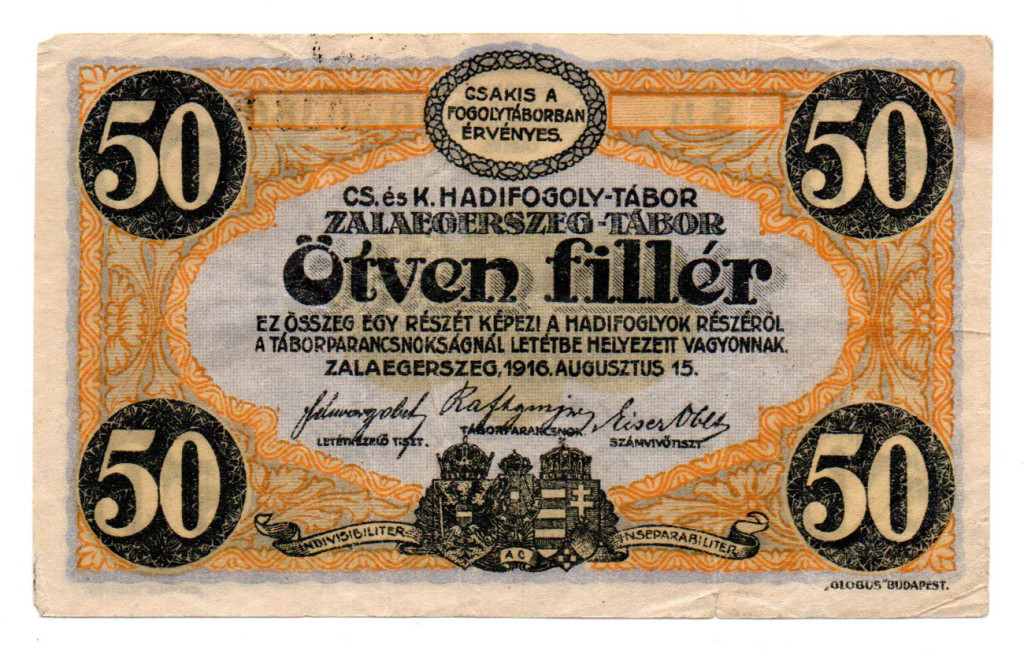 50
CSAKIS A
FOGOLYTÁBORBAN
ÉRVÉNYES.
50
CS. és K. HADIFOGOLY-TÁBOR
ZALAEGERSZEG-TÁBOR
Ötven fillér
EZ ÖSSZEG EGY RÉSZÉT KÉPEZI A HADIFOGLYOK RÉSZÉRŐL
A TÁBORPARANCSNOKSÁGNÁL LETÉTBE HELYEZETT VAGYONNAK.
ZALAEGERSZEG, 1916. AUGUSZTUS 15.
LETÉTKEZELŐ TISZT.
TÁBORPARANCSNOK
SZÁMVIVŐTISZT
50
INDIVISIBILITER
A C
INSEPARABILITER
50
„GLOBUS" BUDAPEST.